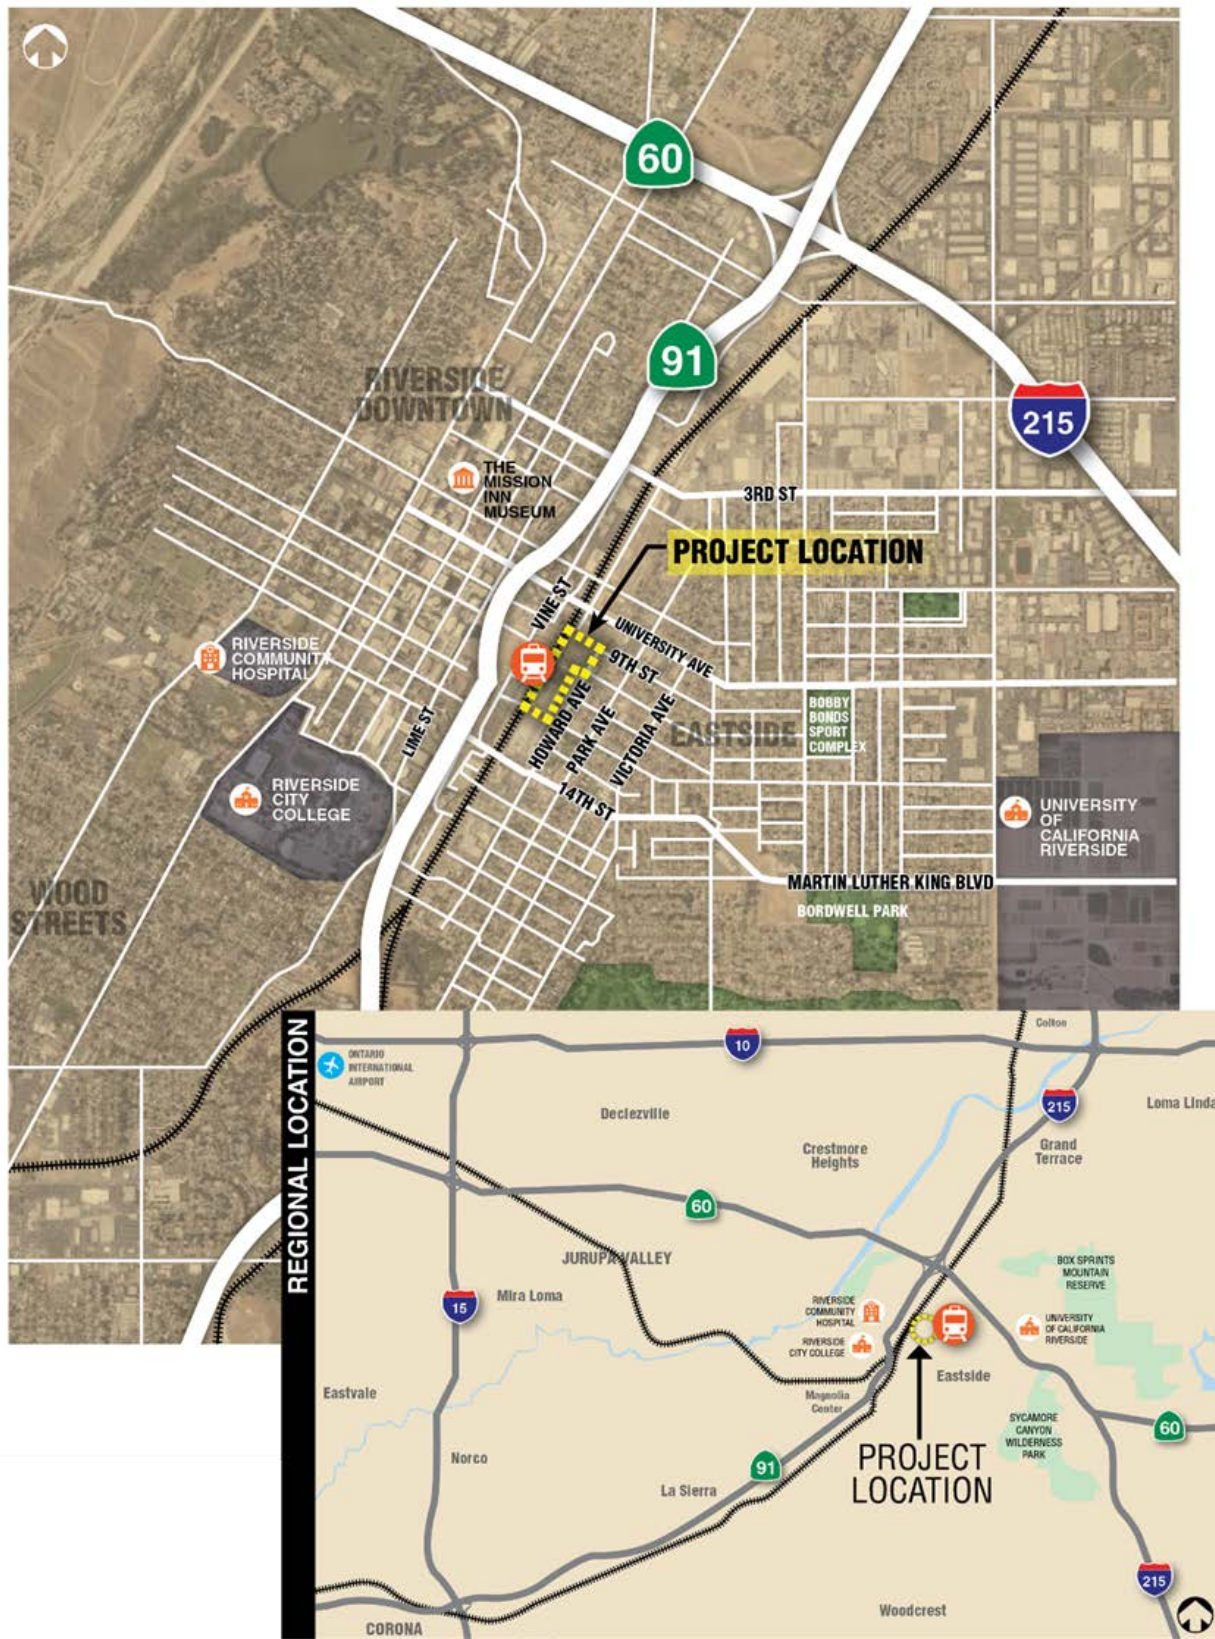 60
91
215
RIVERSIDE
DOWNTOWN
THE
MISSION
INN
MUSEUM
3RD ST
PROJECT LOCATION
VINE ST
UNIVERSITY AVE
9TH ST
RIVERSIDE
COMMUNITY
HOSPITAL
LIME ST
HOWARD AVE
PARK AVE
VICTORIA AVE
EASTSIDE
BOBBY
BONDS
SPORT
COMPLEX
14TH ST
RIVERSIDE
CITY
COLLEGE
UNIVERSITY
OF
CALIFORNIA
RIVERSIDE
WOOD
STREETS
MARTIN LUTHER KING BLVD
BORDWELL PARK
REGIONAL LOCATION
ONTARIO
INTERNATIONAL
AIRPORT
10
Colton
Declezville
215
Loma Linda
Crestmore
Heights
Grand
Terrace
60
JURUPA VALLEY
BOX SPRINTS
MOUNTAIN
RESERVE
15
Mira Loma
RIVERSIDE
COMMUNITY
HOSPITAL
RIVERSIDE
CITY COLLEGE
UNIVERSITY
OF CALIFORNIA
RIVERSIDE
Eastvale
Magnolia
Center
Eastside
SYCAMORE
CANYON
WILDERNESS
PARK
60
Norco
91
PROJECT
LOCATION
La Sierra
215
Woodcrest
CORONA